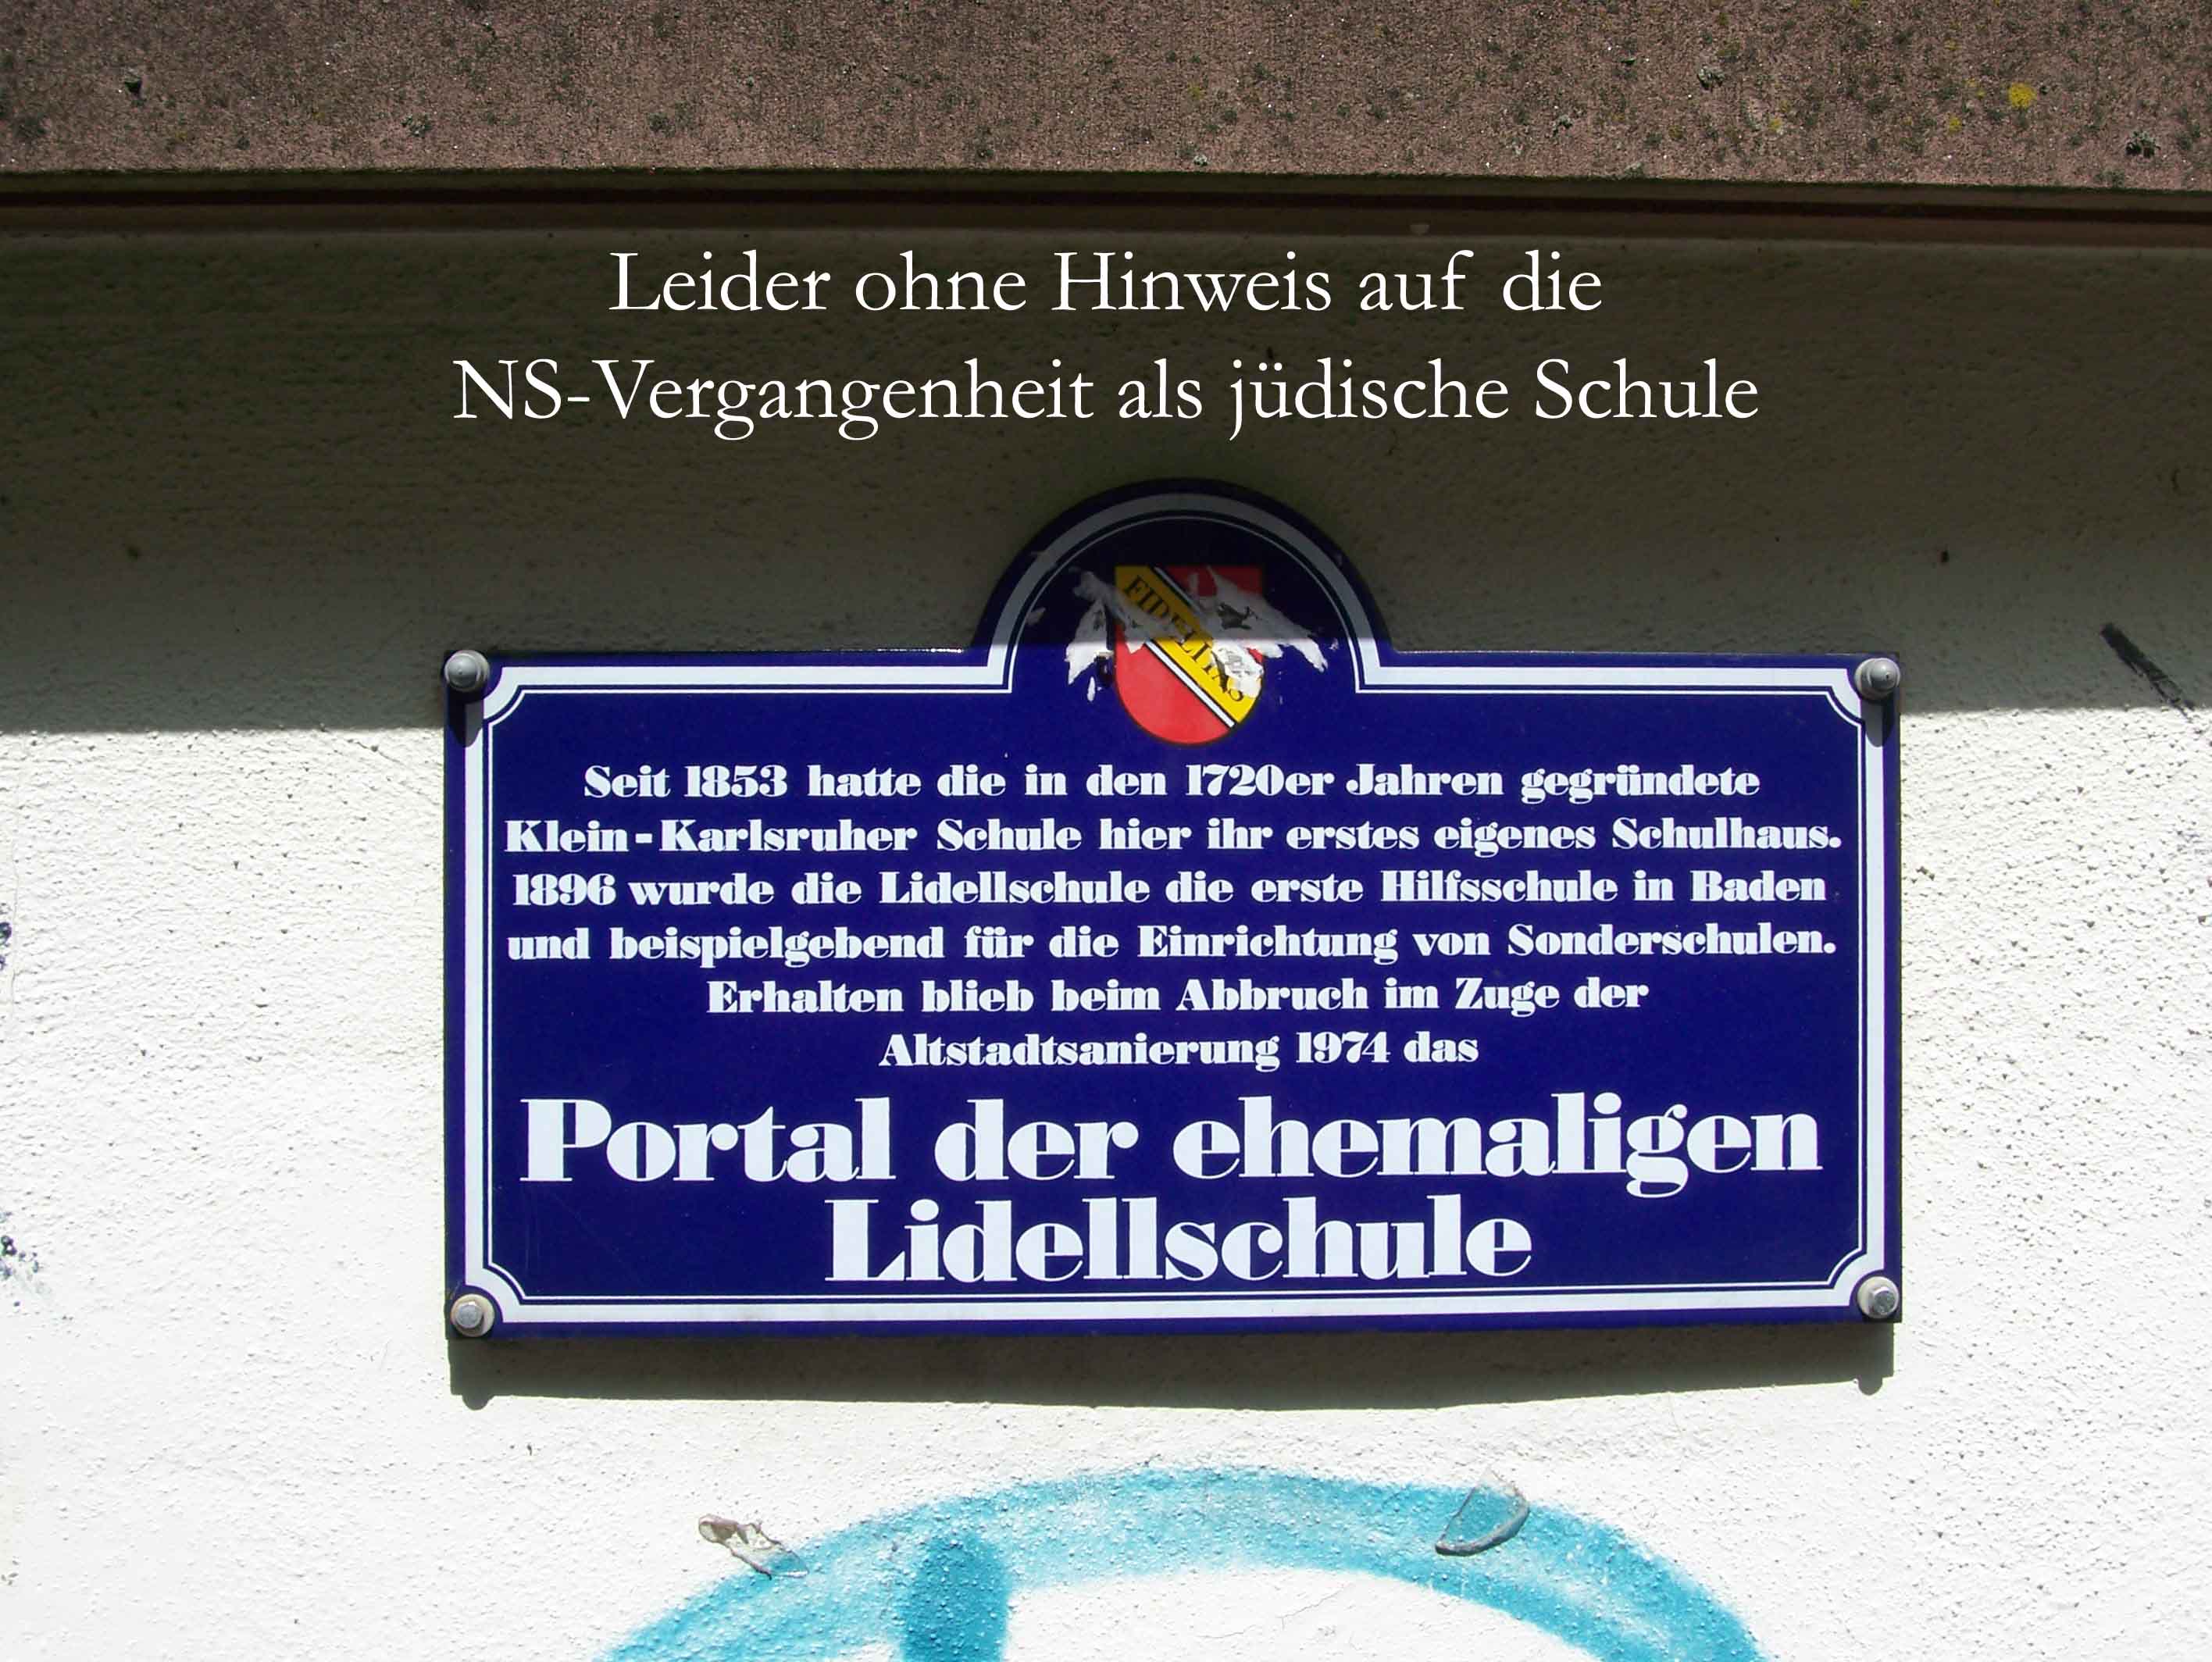 Leider ohne Hinweis auf die
NS-Vergangenheit als jüdische Schule
FIDELITAS
Seit 1853 hatte die in den 1720er Jahren gegründete
Klein-Karlsruher Schule hier ihr erstes eigenes Schulhaus.
1896 wurde die Lidellschule die erste Hilfsschule in Baden
und beispielgebend für die Einrichtung von Sonderschulen.
Erhalten blieb beim Abbruch im Zuge der
Altstadtsanierung 1974 das
Portal der ehemaligen
Lidellschule